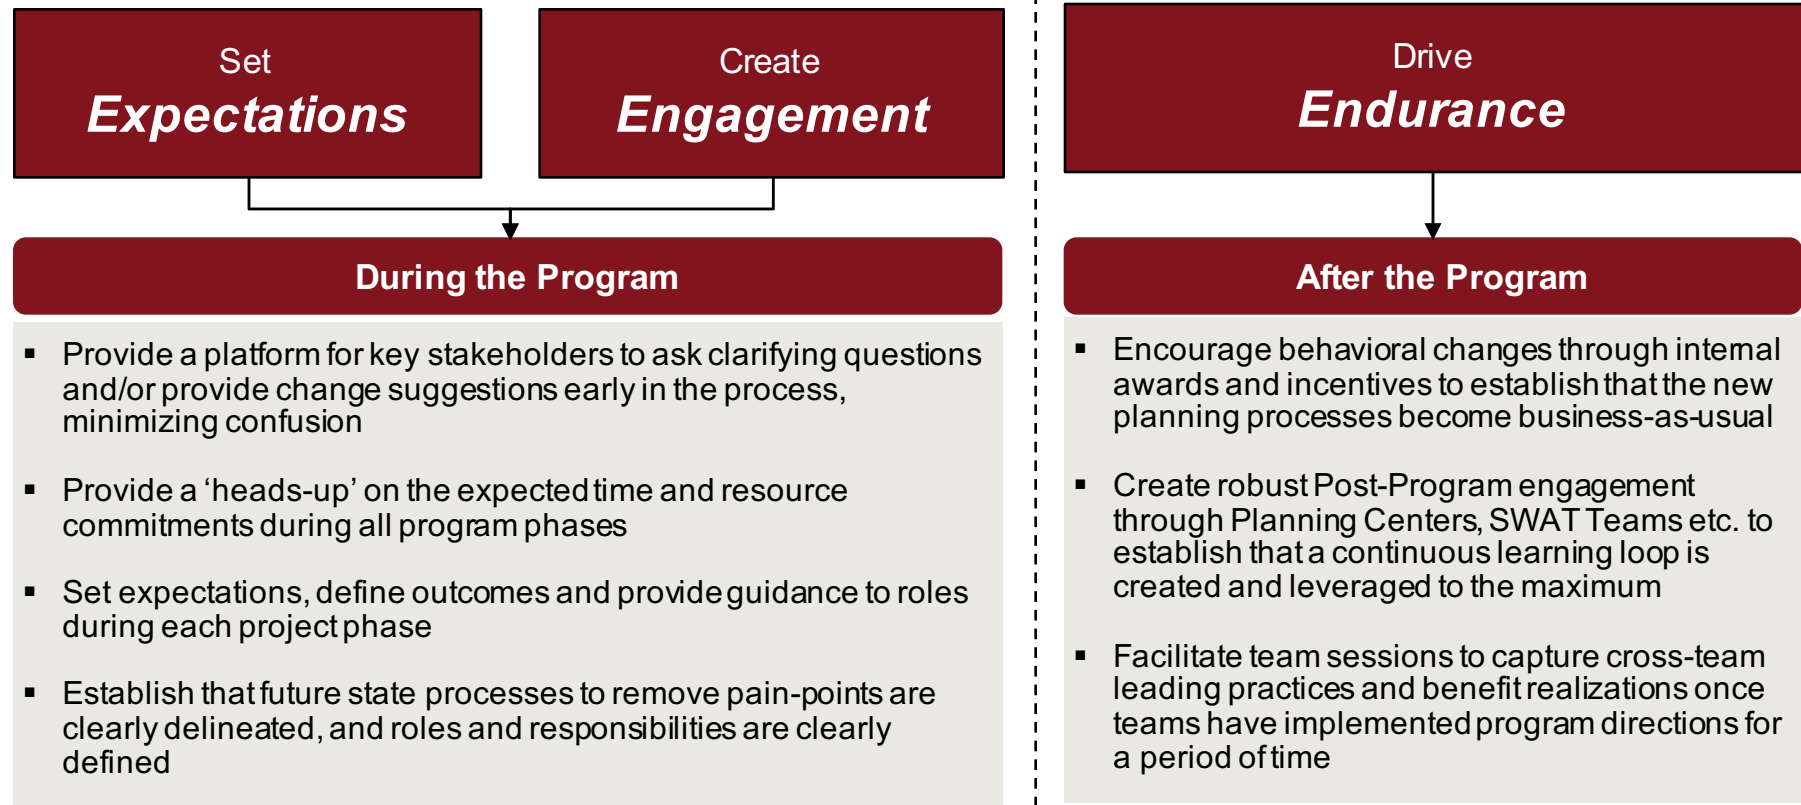 Set
Expectations
Create
Engagement
During the Program
▪ Provide a platform for key stakeholders to ask clarifying questions
and/or provide change suggestions early in the process,
minimizing confusion
▪ Provide a ‘heads-up’ on the expected time and resource
commitments during all program phases
▪ Set expectations, define outcomes and provide guidance to roles
during each project phase
▪ Establish that future state processes to remove pain-points are
clearly delineated, and roles and responsibilities are clearly
defined
Drive
Endurance
After the Program
▪ Encourage behavioral changes through internal
awards and incentives to establish that the new
planning processes become business-as-usual
▪ Create robust Post-Program engagement
through Planning Centers, SWAT Teams etc. to
establish that a continuous learning loop is
created and leveraged to the maximum
▪ Facilitate team sessions to capture cross-team
leading practices and benefit realizations once
teams have implemented program directions for
a period of time